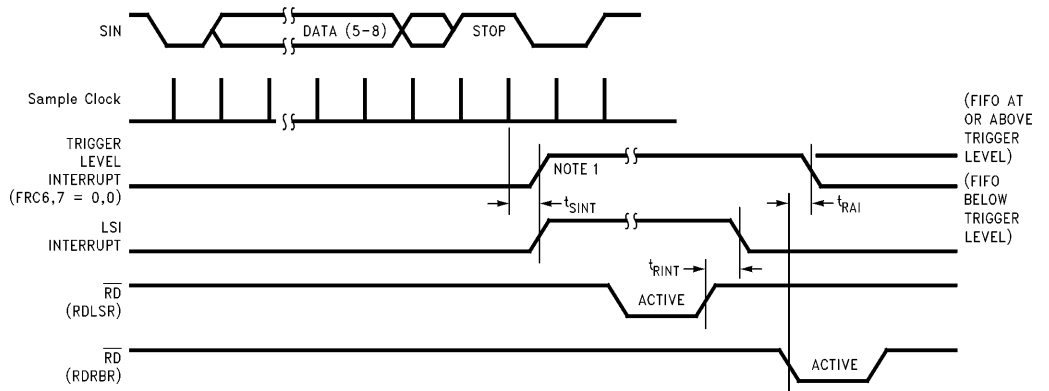 SIN
DATA (5-8)
STOP
Sample Clock
TRIGGER
LEVEL
INTERRUPT
(FRC6,7 = 0,0)
NOTE 1
(FIFO AT
OR ABOVE
TRIGGER
LEVEL)
(FIFO
BELOW
TRIGGER
LEVEL)
tSINT
tRAI
LSI
INTERRUPT
tRINT
RD
(RDLSR)
ACTIVE
RD
(RDRBR)
ACTIVE